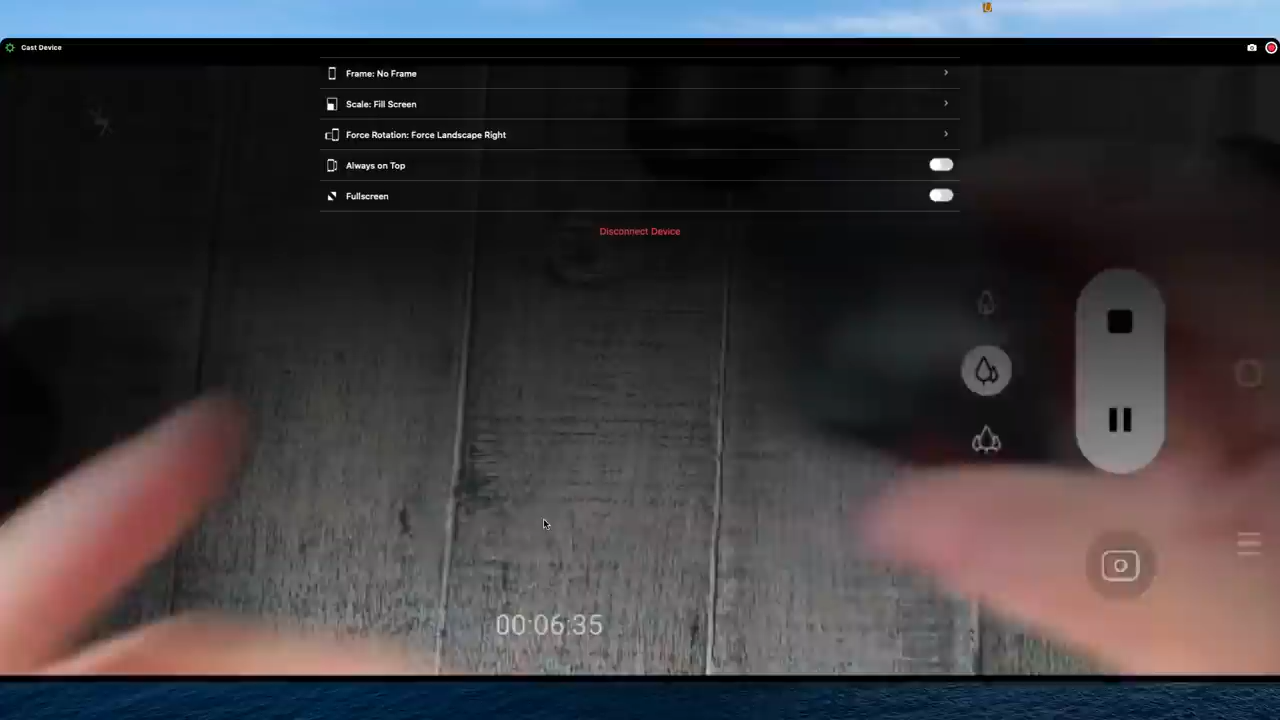 Cast Device
Frame: No Frame
Scale: Fill Screen
Force Rotation: Force Landscape Right
Always on Top
Fullscreen
Disconnect Device
00:06:35